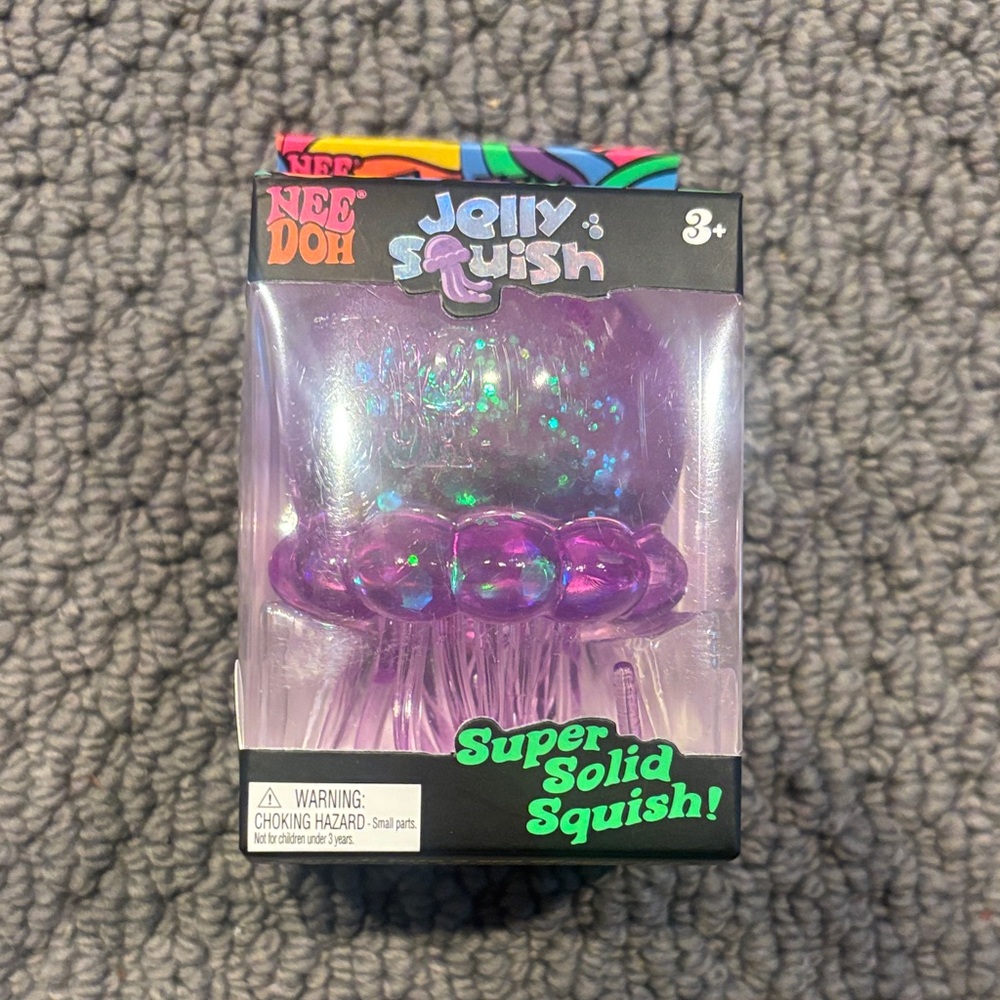 NEE
NEE®
DOH
Jelly
Squish
3+
Super
Solid
Squish!
WARNING:
CHOKING HAZARD - Small parts.
Not for children under 3 years.